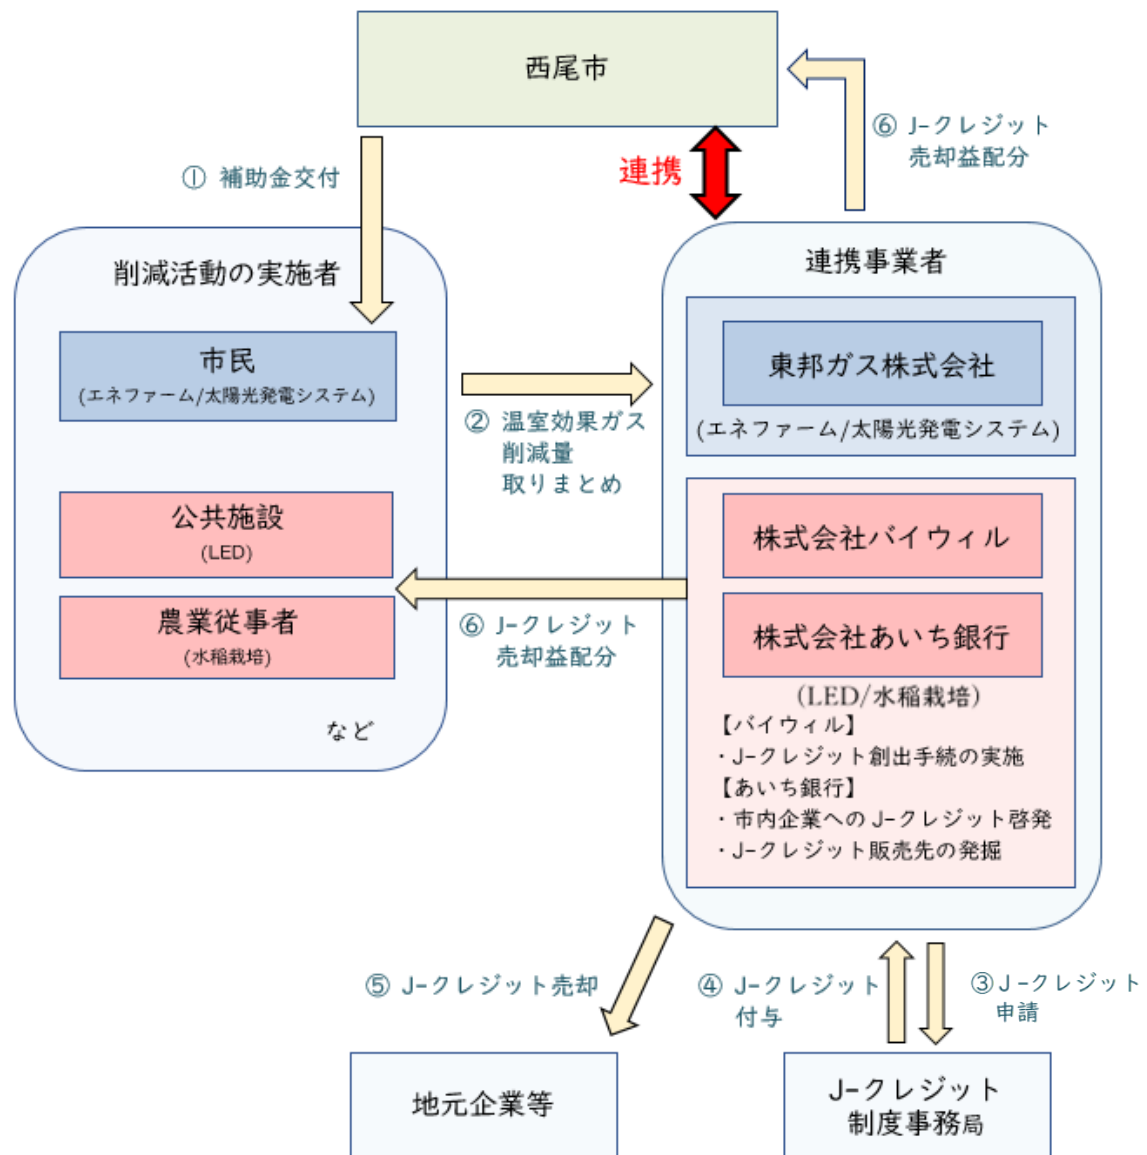 西尾市
⑥ J-クレジット
売却益配分
連携
① 補助金交付
削減活動の実施者
市民
(エネファーム/太陽光発電システム)
公共施設
(LED)
農業従事者
(水稲栽培)
など
② 温室効果ガス
削減量
取りまとめ
⑥ J-クレジット
売却益配分
連携事業者
東邦ガス株式会社
(エネファーム/太陽光発電システム)
株式会社バイウィル
株式会社あいち銀行
(LED/水稲栽培)
【バイウィル】
・J-クレジット創出手続の実施
【あいち銀行】
・市内企業へのJ-クレジット啓発
・J-クレジット販売先の発掘
⑤ J-クレジット売却
④ J-クレジット
付与
③J-クレジット
申請
地元企業等
J-クレジット
制度事務局